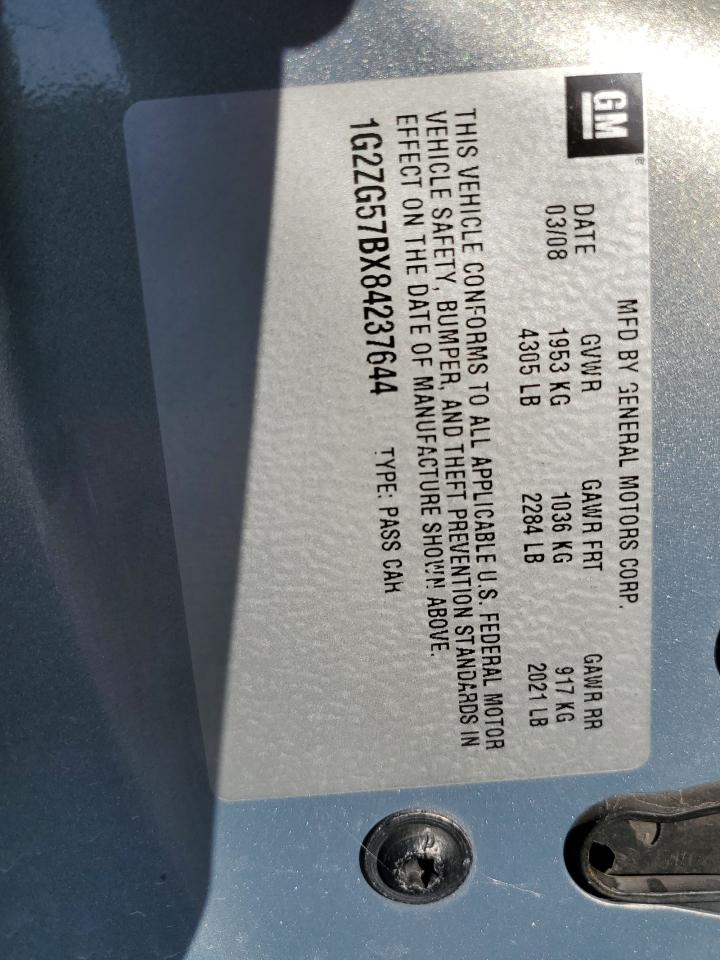 GM
MFD BY GENERAL MOTORS CORP.
DATE GVWR GAWR FRT GAWR RR
03/08 1953 KG 1036 KG 917 KG
4305 LB 2284 LB 2021 LB
THIS VEHICLE CONFORMS TO ALL APPLICABLE U.S. FEDERAL MOTOR
VEHICLE SAFETY, BUMPER, AND THEFT PREVENTION STANDARDS IN
EFFECT ON THE DATE OF MANUFACTURE SHOWN ABOVE.
1G2ZG57BX84237644 TYPE: PASS CAR